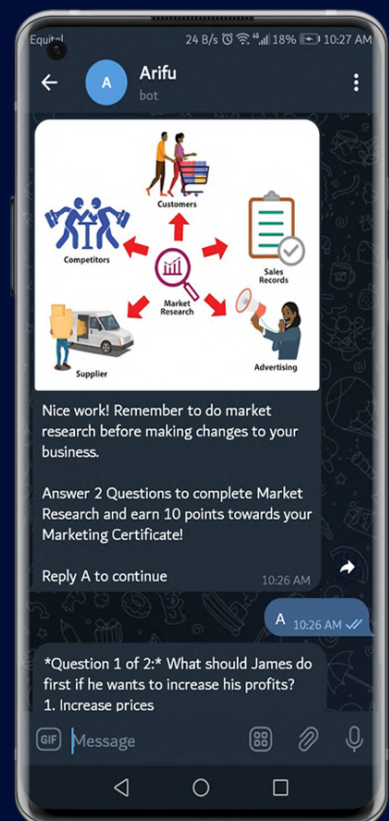 Equitel 24 B/s 18% 10:27 AM
A Arifu
bot
Customers
Competitors
Sales
Records
Market
Research
Supplier
Advertising
Nice work! Remember to do market
research before making changes to your
business.
Answer 2 Questions to complete Market
Research and earn 10 points towards your
Marketing Certificate!
Reply A to continue 10:26 AM
A 10:26 AM
*Question 1 of 2:* What should James do
first if he wants to increase his profits?
1. Increase prices
GIF Message